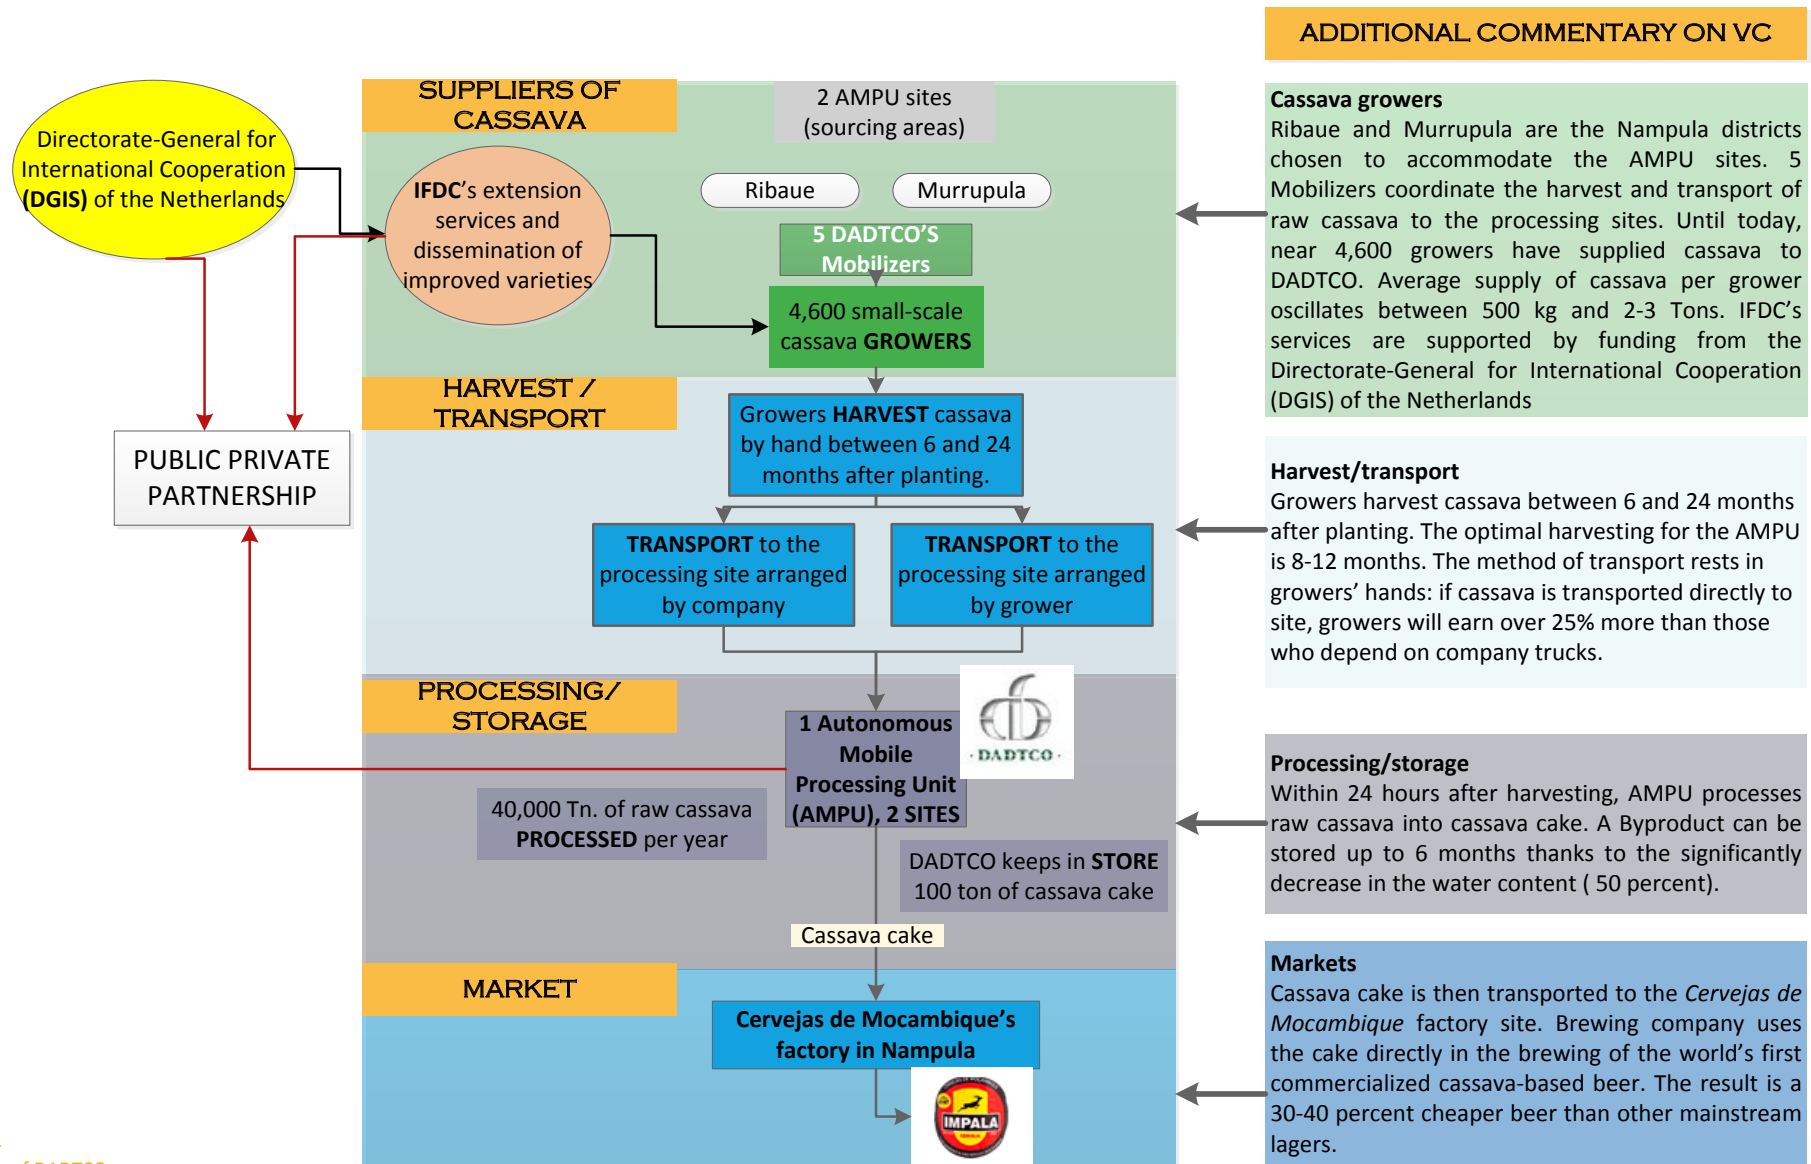 ADDITIONAL COMMENTARY ON VC
SUPPLIERS OF
CASSAVA
2 AMPU sites
(sourcing areas)
Directorate-General for
International Cooperation
(DGIS) of the Netherlands
IFDC's extension
services and
dissemination of
improved varieties
Ribaue
Murrupula
5 DADTCO'S
Mobilizers
4,600 small-scale
cassava GROWERS
Cassava growers
Ribaue and Murrupula are the Nampula districts
chosen to accommodate the AMPU sites. 5
Mobilizers coordinate the harvest and transport of
raw cassava to the processing sites. Until today,
near 4,600 growers have supplied cassava to
DADTCO. Average supply of cassava per grower
oscillates between 500 kg and 2-3 Tons. IFDC's
services are supported by funding from the
Directorate-General for International Cooperation
(DGIS) of the Netherlands
HARVEST /
TRANSPORT
PUBLIC PRIVATE
PARTNERSHIP
Growers HARVEST cassava
by hand between 6 and 24
months after planting.
TRANSPORT to the
processing site arranged
by company
TRANSPORT to the
processing site arranged
by grower
Harvest/transport
Growers harvest cassava between 6 and 24 months
after planting. The optimal harvesting for the AMPU
is 8-12 months. The method of transport rests in
growers' hands: if cassava is transported directly to
site, growers will earn over 25% more than those
who depend on company trucks.
PROCESSING/
STORAGE
1 Autonomous
Mobile
Processing Unit
(AMPU), 2 SITES
· DADTCO ·
40,000 Tn. of raw cassava
PROCESSED per year
DADTCO keeps in STORE
100 ton of cassava cake
Cassava cake
Processing/storage
Within 24 hours after harvesting, AMPU processes
raw cassava into cassava cake. A Byproduct can be
stored up to 6 months thanks to the significantly
decrease in the water content ( 50 percent).
MARKET
Cervejas de Mocambique's
factory in Nampula
IMPALA
Markets
Cassava cake is then transported to the Cervejas de
Mocambique factory site. Brewing company uses
the cake directly in the brewing of the world's first
commercialized cassava-based beer. The result is a
30-40 percent cheaper beer than other mainstream
lagers.